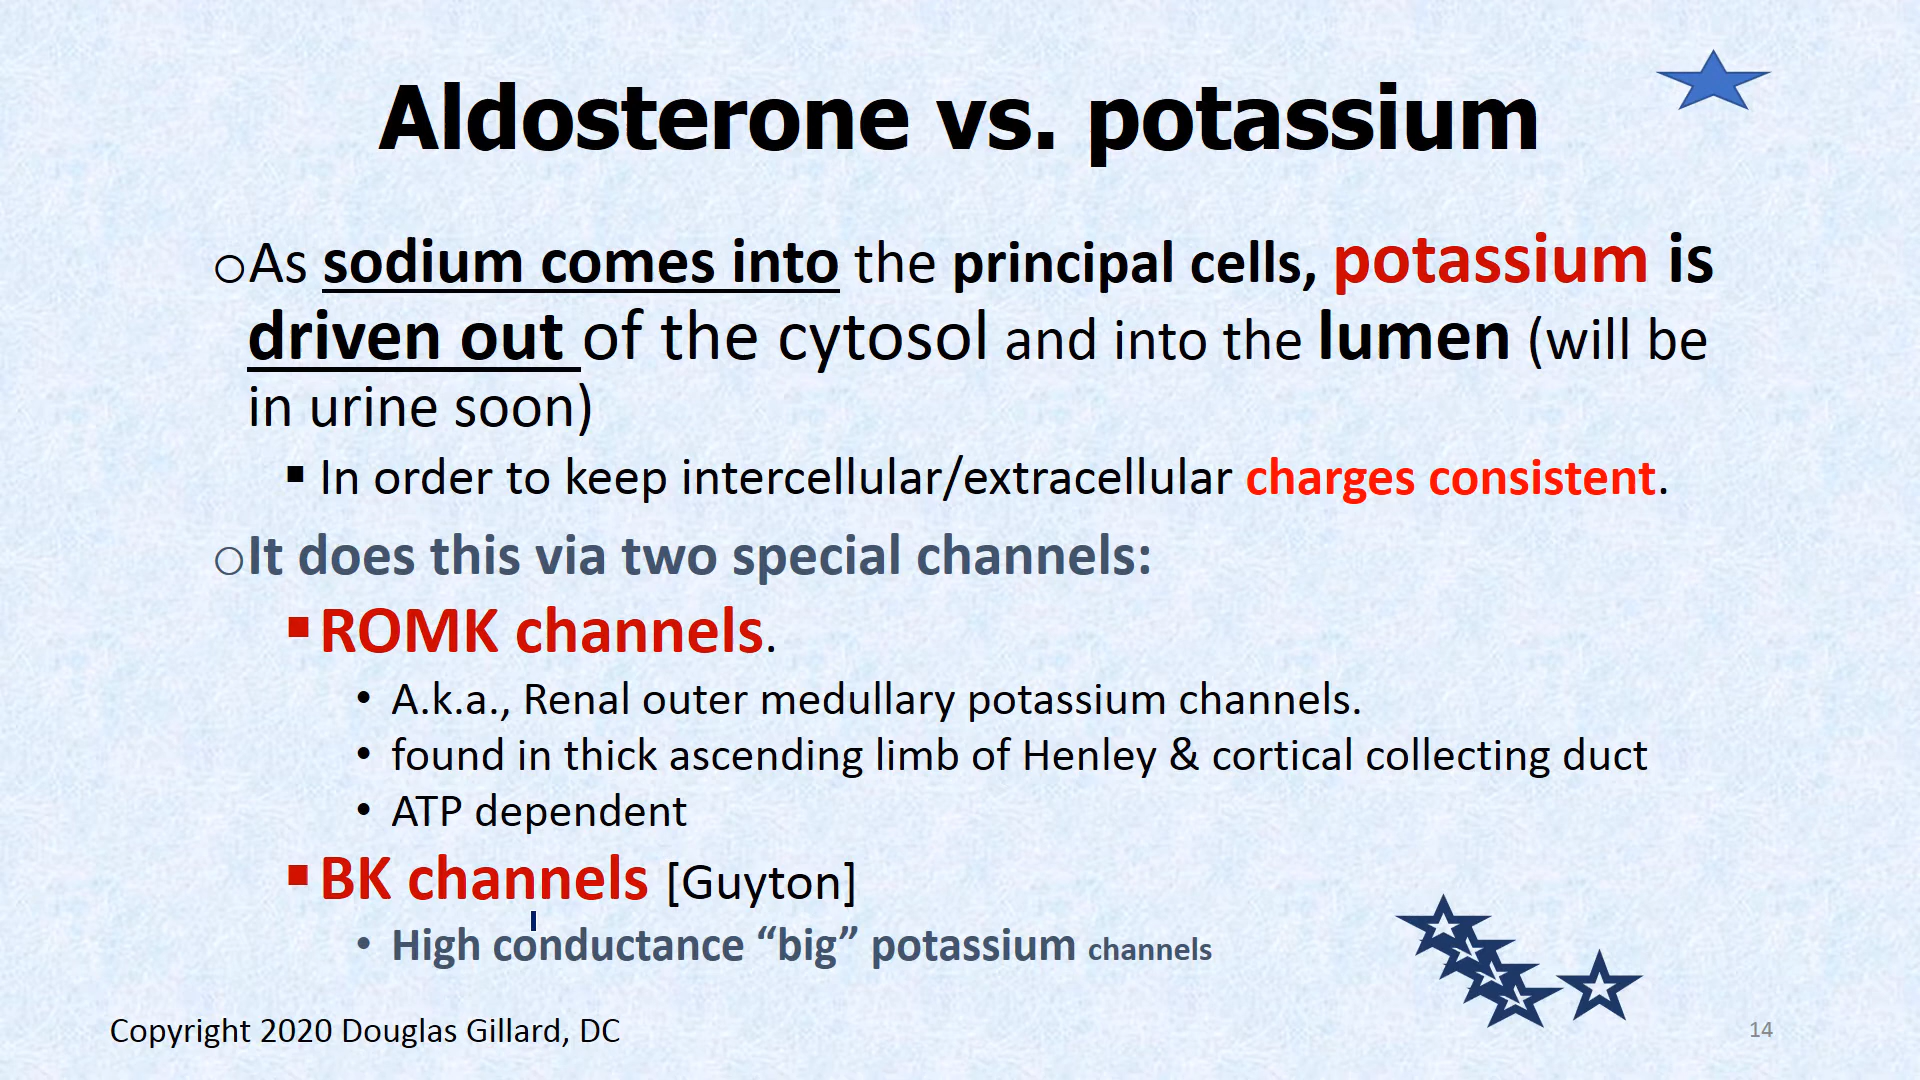 Aldosterone vs. potassium
oAs sodium comes into the principal cells, potassium is
driven out of the cytosol and into the lumen (will be
in urine soon)
▪ In order to keep intercellular/extracellular charges consistent.
oIt does this via two special channels:
▪ ROMK channels.
• A.k.a., Renal outer medullary potassium channels.
• found in thick ascending limb of Henley & cortical collecting duct
• ATP dependent
▪ BK channels [Guyton]
• High conductance “big” potassium channels
Copyright 2020 Douglas Gillard, DC
14